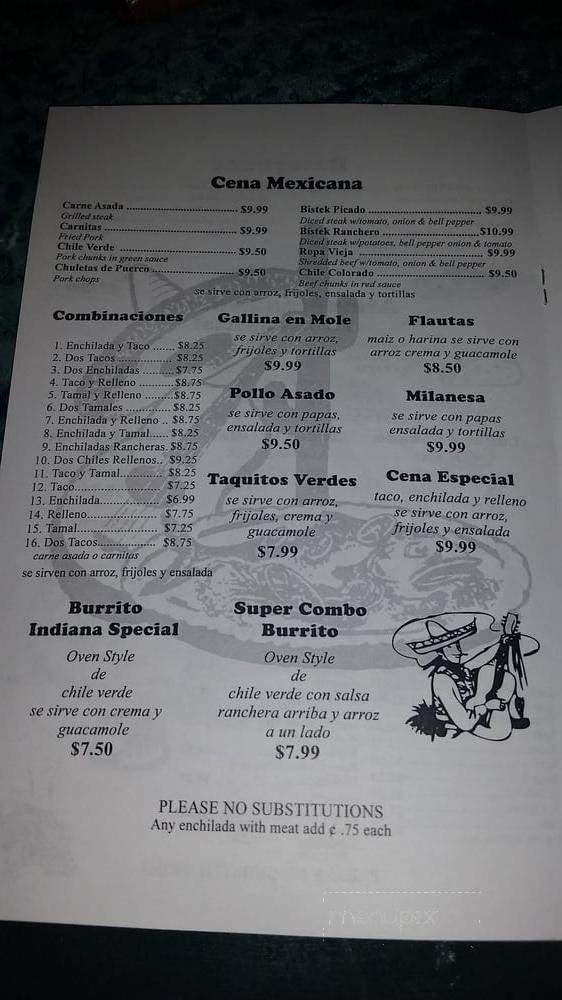 Cena Mexicana
Carne Asada ........ $9.99
Grilled steak
Carnitas ........ $9.99
Fried Pork
Chile Verde ........ $9.50
Pork chunks in green sauce
Chuletas de Puerco ........ $9.50
Pork chops
Bistek Picado ........ $9.99
Diced steak w/tomato, onion & bell pepper
Bistek Ranchero ........ $10.99
Diced steak w/potatoes, bell pepper onion & tomato
Ropa Vieja ........ $9.99
Shredded beef w/tomato, onion & bell pepper
Chile Colorado ........ $9.50
Beef chunks in red sauce
se sirve con arroz, frijoles, ensalada y tortillas
Combinaciones
1. Enchilada y Taco ...... $8.25
2. Dos Tacos ...... $8.25
3. Dos Enchiladas ...... $7.75
4. Taco y Relleno ...... $8.75
5. Tamal y Relleno ...... $8.75
6. Dos Tamales ...... $8.25
7. Enchilada y Relleno .. $8.75
8. Enchilada y Tamal...... $8.25
9. Enchiladas Rancheras. $8.75
10. Dos Chiles Rellenos.. $9.25
11. Taco y Tamal...... $8.25
12. Taco...... $7.25
13. Enchilada...... $6.99
14. Relleno...... $7.75
15. Tamal...... $7.25
16. Dos Tacos...... $8.75
carne asada o carnitas
se sirven con arroz, frijoles y ensalada
Gallina en Mole
se sirve con arroz,
frijoles y tortillas
$9.99
Pollo Asado
se sirve con papas,
ensalada y tortillas
$9.50
Taquitos Verdes
se sirve con arroz,
frijoles, crema y
guacamole
$7.99
Flautas
maiz o harina se sirve con
arroz crema y guacamole
$8.50
Milanesa
se sirve con papas
ensalada y tortillas
$9.99
Cena Especial
taco, enchilada y relleno
se sirve con arroz,
frijoles y ensalada
$9.99
Burrito
Indiana Special
Oven Style
de
chile verde
se sirve con crema y
guacamole
$7.50
Super Combo
Burrito
Oven Style
de
chile verde con salsa
ranchera arriba y arroz
a un lado
$7.99
PLEASE NO SUBSTITUTIONS
Any enchilada with meat add ¢ .75 each
menupix